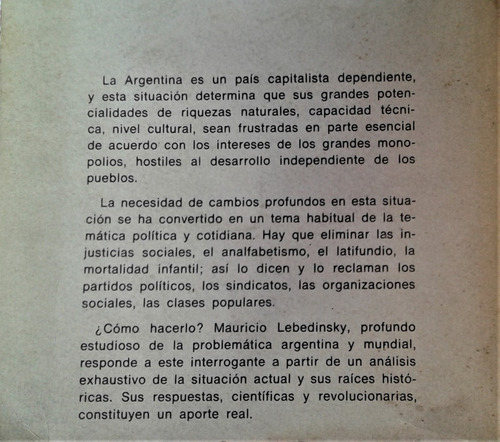 La Argentina es un país capitalista dependiente,
y esta situación determina que sus grandes poten-
cialidades de riquezas naturales, capacidad técni-
ca, nivel cultural, sean frustradas en parte esencial
de acuerdo con los intereses de los grandes mono-
polios, hostiles al desarrollo independiente de los
pueblos.
La necesidad de cambios profundos en esta situa-
ción se ha convertido en un tema habitual de la te-
mática política y cotidiana. Hay que eliminar las in-
justicias sociales, el analfabetismo, el latifundio, la
mortalidad infantil; así lo dicen y lo reclaman los
partidos políticos, los sindicatos, las organizaciones
sociales, las clases populares.
¿Cómo hacerlo? Mauricio Lebedinsky, profundo
estudioso de la problemática argentina y mundial,
responde a este interrogante a partir de un análisis
exhaustivo de la situación actual y sus raíces histó-
ricas. Sus respuestas, científicas y revolucionarias,
constituyen un aporte real.